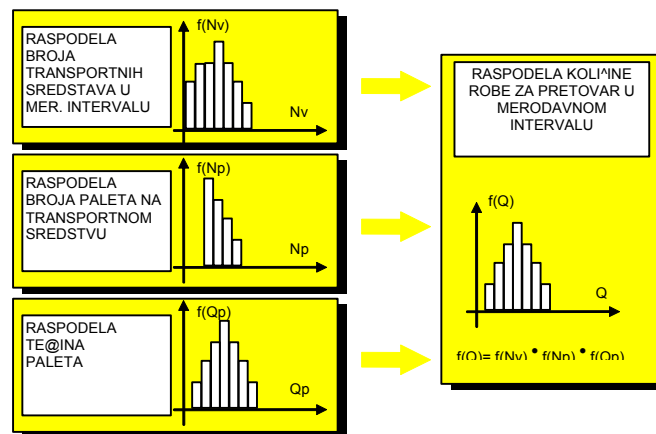 RASPODELA
BROJA
TRANSPORTNIH
SREDSTAVA U
MER. INTERVALU
f(Nv)
Nv
RASPODELA
BROJA PALETA NA
TRANSPORTNOM
SREDSTVU
f(Np)
Np
RASPODELA
TE@INA
PALETA
f(Qp)
Qp
RASPODELA KOLI^INE
ROBE ZA PRETOVAR U
MERODAVNOM
INTERVALU
f(Q)
Q
f(Q)= f(Nv) • f(Np) • f(Qp)